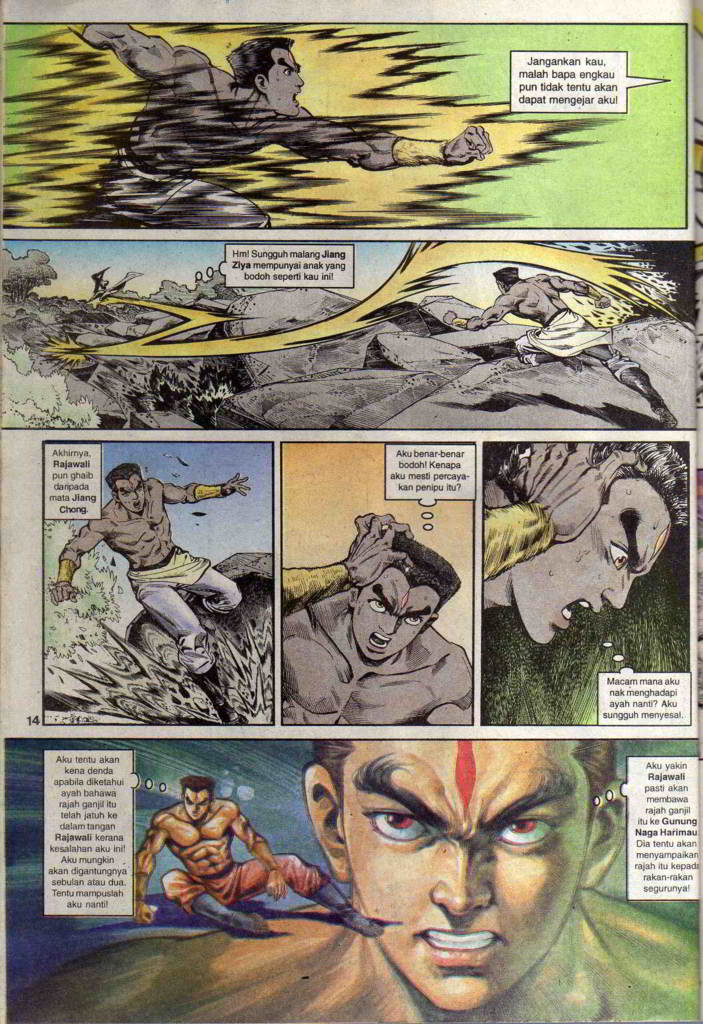 Jangankan kau,
malah bapa engkau
pun tidak tentu akan
dapat mengejar aku!
Hm! Sungguh malang Jiang
Ziya mempunyai anak yang
bodoh seperti kau ini!
Akhirnya,
Rajawali
pun ghaib
daripada
mata Jiang
Chong.
Aku benar-benar
bodoh! Kenapa
aku mesti percaya-
kan penipu itu?
Macam mana aku
nak menghadapi
ayah nanti? Aku
sungguh menyesal.
14
Aku tentu akan
kena denda
apabila diketahui
ayah bahawa
rajah ganjil itu
telah jatuh ke
dalam tangan
Rajawali kerana
kesalahan aku ini!
Aku mungkin
akan digantungnya
sebulan atau dua.
Tentu mampuslah
aku nanti!
Aku yakin
Rajawali
pasti akan
membawa
rajah ganjil
itu ke Gunung
Naga Harimau.
Dia tentu akan
menyampaikan
rajah itu kepada
rakan-rakan
segurunya!